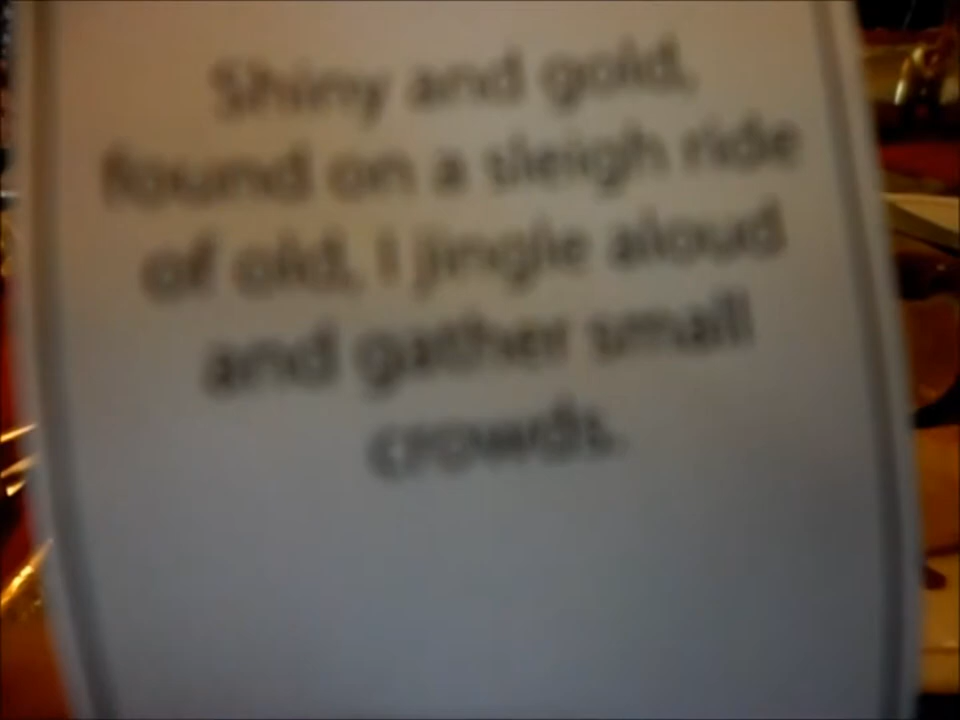 Shiny and gold,
found on a sleigh ride
of old, I jingle aloud
and gather small
crowds.